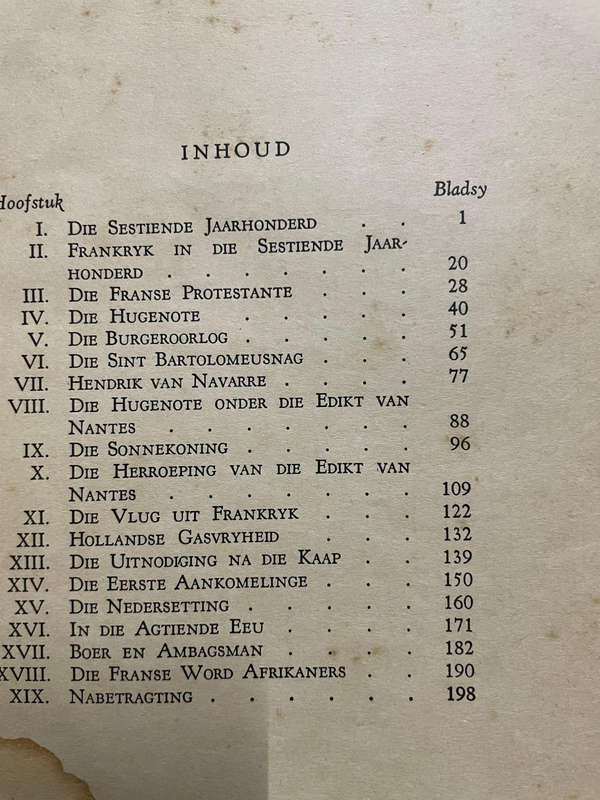 INHOUD
Hoofstuk Bladsy
I. Die Sestiende Jaarhonderd . . 1
II. Frankryk in die Sestiende Jaar-
honderd . . . . . . . 20
III. Die Franse Protestante . . . 28
IV. Die Hugenote . . . . . 40
V. Die Burgeroorlog . . . . . 51
VI. Die Sint Bartolomeusnag . . . 65
VII. Hendrik van Navarre . . . . 77
VIII. Die Hugenote onder die Edikt van
Nantes . . . . . . . 88
IX. Die Sonnekoning . . . . . 96
X. Die Herroeping van die Edikt van
Nantes . . . . . . . 109
XI. Die Vlug uit Frankryk . . . 122
XII. Hollandse Gasvryheid . . . 132
XIII. Die Uitnodiging na die Kaap . . 139
XIV. Die Eerste Aankomelinge . . . 150
XV. Die Nedersetting . . . . . 160
XVI. In die Agtiende Eeu . . . . 171
XVII. Boer en Ambagsman . . . . 182
XVIII. Die Franse Word Afrikaners . . 190
XIX. Nabetragting . . . . . . 198